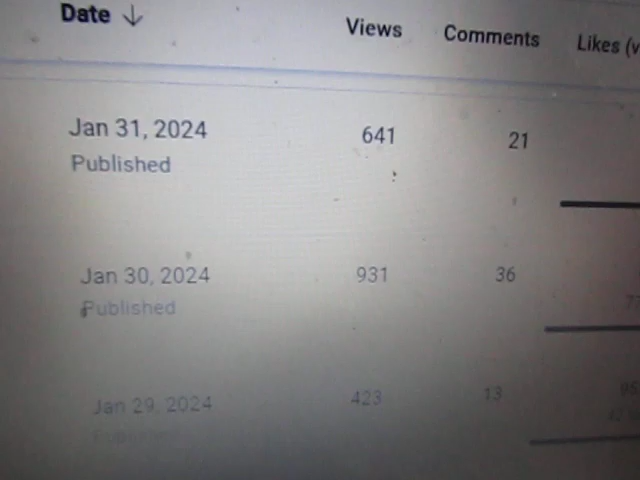 Date ↓ Views Comments Likes (v
Jan 31, 2024 641 21
Published
Jan 30, 2024 931 36
Published
Jan 29, 2024 423 13
Published